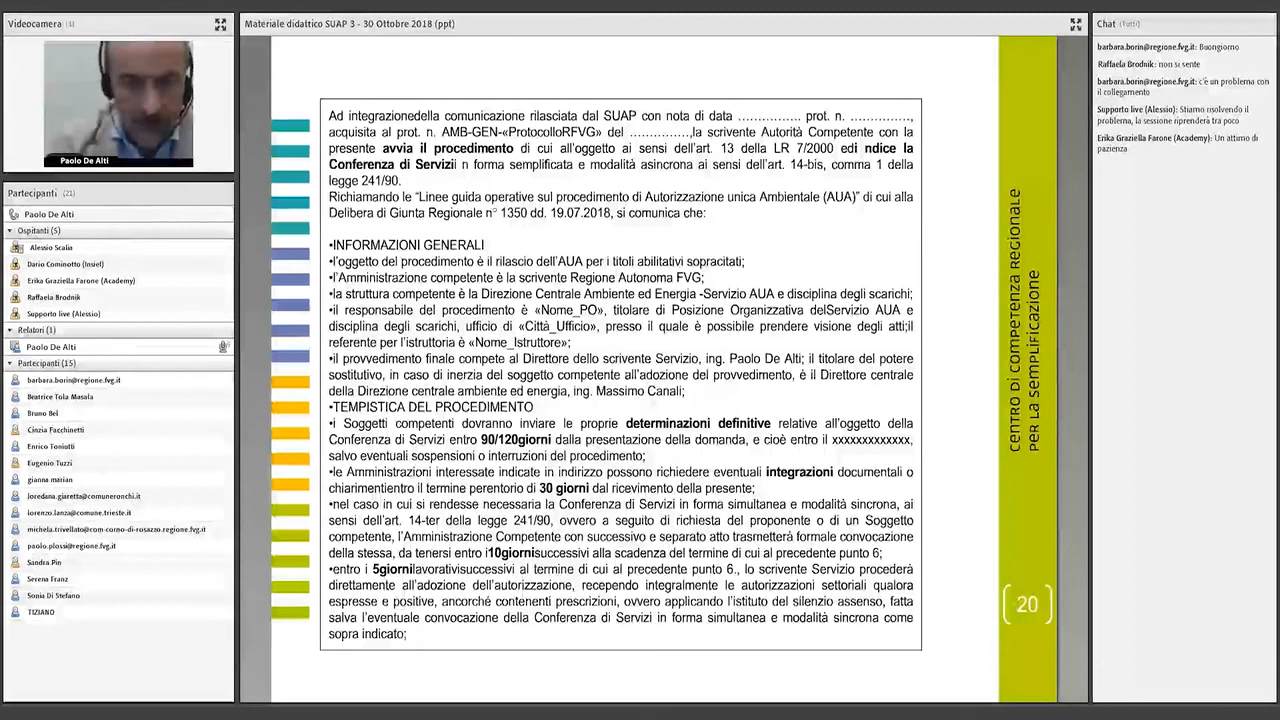 Videocamera (1)
Paolo De Alti
Partecipanti (21)
Paolo De Alti
Ospitanti (5)
Alessio Scalia
Dario Cominotto (Insiel)
Erika Graziella Farone (Academy)
Raffaela Brodnik
Supporto live (Alessio)
Relatori (1)
Paolo De Alti
Partecipanti (15)
barbara.borin@regione.fvg.it
Beatrice Tola Masala
Bruno Bei
Cinzia Facchinetti
Enrico Toniutti
Eugenio Tuzzi
gianna marian
loredana.giaretta@comuneronchi.it
lorenzo.lanza@comune.trieste.it
michela.trivellato@com-corno-di-rosazzo.regione.fvg.it
paolo.plossi@regione.fvg.it
Sandra Pin
Serena Franz
Sonia Di Stefano
TIZIANO
Materiale didattico SUAP 3 - 30 Ottobre 2018 (ppt)
Ad integrazionedella comunicazione rilasciata dal SUAP con nota di data …………… prot. n. ……………,
acquisita al prot. n. AMB-GEN-«ProtocolloRFVG» del ……………,la scrivente Autorità Competente con la
presente avvia il procedimento di cui all'oggetto ai sensi dell'art. 13 della LR 7/2000 edi ndice la
Conferenza di Servizii n forma semplificata e modalità asincrona ai sensi dell'art. 14-bis, comma 1 della
legge 241/90.
Richiamando le "Linee guida operative sul procedimento di Autorizzazione unica Ambientale (AUA)" di cui alla
Delibera di Giunta Regionale n° 1350 dd. 19.07.2018, si comunica che:
•INFORMAZIONI GENERALI
•l'oggetto del procedimento è il rilascio dell'AUA per i titoli abilitativi sopracitati;
•l'Amministrazione competente è la scrivente Regione Autonoma FVG;
•la struttura competente è la Direzione Centrale Ambiente ed Energia -Servizio AUA e disciplina degli scarichi;
•il responsabile del procedimento è «Nome_PO», titolare di Posizione Organizzativa delServizio AUA e
disciplina degli scarichi, ufficio di «Città_Ufficio», presso il quale è possibile prendere visione degli atti;il
referente per l'istruttoria è «Nome_Istruttore»;
•il provvedimento finale compete al Direttore dello scrivente Servizio, ing. Paolo De Alti; il titolare del potere
sostitutivo, in caso di inerzia del soggetto competente all'adozione del provvedimento, è il Direttore centrale
della Direzione centrale ambiente ed energia, ing. Massimo Canali;
•TEMPISTICA DEL PROCEDIMENTO
•i Soggetti competenti dovranno inviare le proprie determinazioni definitive relative all'oggetto della
Conferenza di Servizi entro 90/120giorni dalla presentazione della domanda, e cioè entro il xxxxxxxxxxxxx,
salvo eventuali sospensioni o interruzioni del procedimento;
•le Amministrazioni interessate indicate in indirizzo possono richiedere eventuali integrazioni documentali o
chiarimentientro il termine perentorio di 30 giorni dal ricevimento della presente;
•nel caso in cui si rendesse necessaria la Conferenza di Servizi in forma simultanea e modalità sincrona, ai
sensi dell'art. 14-ter della legge 241/90, ovvero a seguito di richiesta del proponente o di un Soggetto
competente, l'Amministrazione Competente con successivo e separato atto trasmetterà formale convocazione
della stessa, da tenersi entro i10giornisuccessivi alla scadenza del termine di cui al precedente punto 6;
•entro i 5giornilavorativisuccessivi al termine di cui al precedente punto 6., lo scrivente Servizio procederà
direttamente all'adozione dell'autorizzazione, recependo integralmente le autorizzazioni settoriali qualora
espresse e positive, ancorché contenenti prescrizioni, ovvero applicando l'istituto del silenzio assenso, fatta
salva l'eventuale convocazione della Conferenza di Servizi in forma simultanea e modalità sincrona come
sopra indicato;
CENTRO DI COMPETENZA REGIONALE
PER LA SEMPLIFICAZIONE
20
Chat (Tutti)
barbara.borin@regione.fvg.it: Buongiorno
Raffaela Brodnik: non si sente
barbara.borin@regione.fvg.it: c'è un problema con il
collegamento
Supporto live (Alessio): Stiamo risolvendo il
problema, la sessione riprenderà tra poco
Erika Graziella Farone (Academy): Un attimo di
pazienza